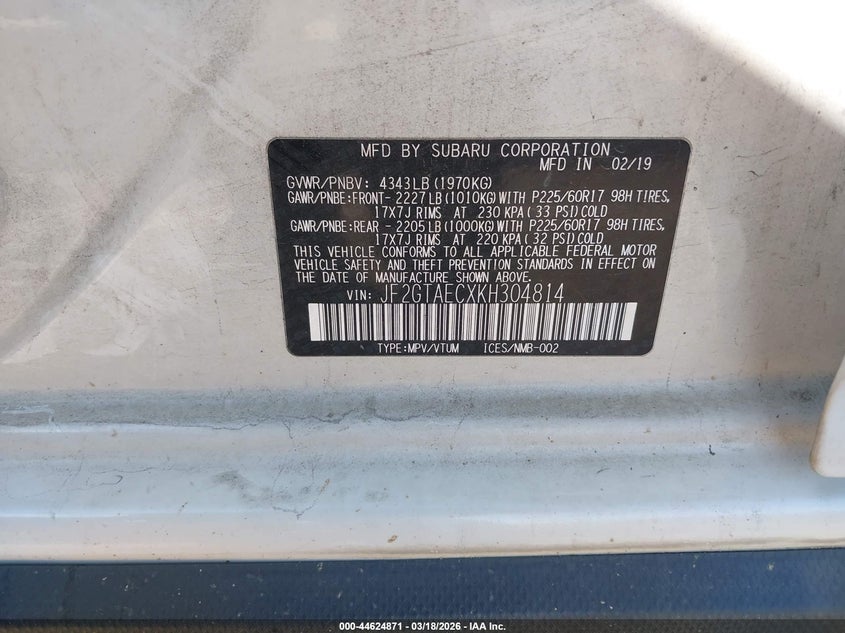 MFD BY SUBARU CORPORATION
MFD IN 02/19
GVWR/PNBV: 4343LB(1970KG)
GAWR/PNBE:FRONT- 2227LB(1010KG)WITH P225/60R17 98H TIRES,
17X7J RIMS AT 230 KPA( 33 PSI)COLD
GAWR/PNBE:REAR - 2205LB(1000KG)WITH P225/60R17 98H TIRES,
17X7J RIMS AT 220 KPA( 32 PSI)COLD
THIS VEHICLE CONFORMS TO ALL APPLICABLE FEDERAL MOTOR
VEHICLE SAFETY AND THEFT PREVENTION STANDARDS IN EFFECT ON
THE DATE OF MANUFACTURE SHOWN ABOVE.
VIN: JF2GTAECXKH304814
TYPE:MPV/VTUM ICES/NMB-002
000-44624871 | 03/18/2026 - IAA Inc.